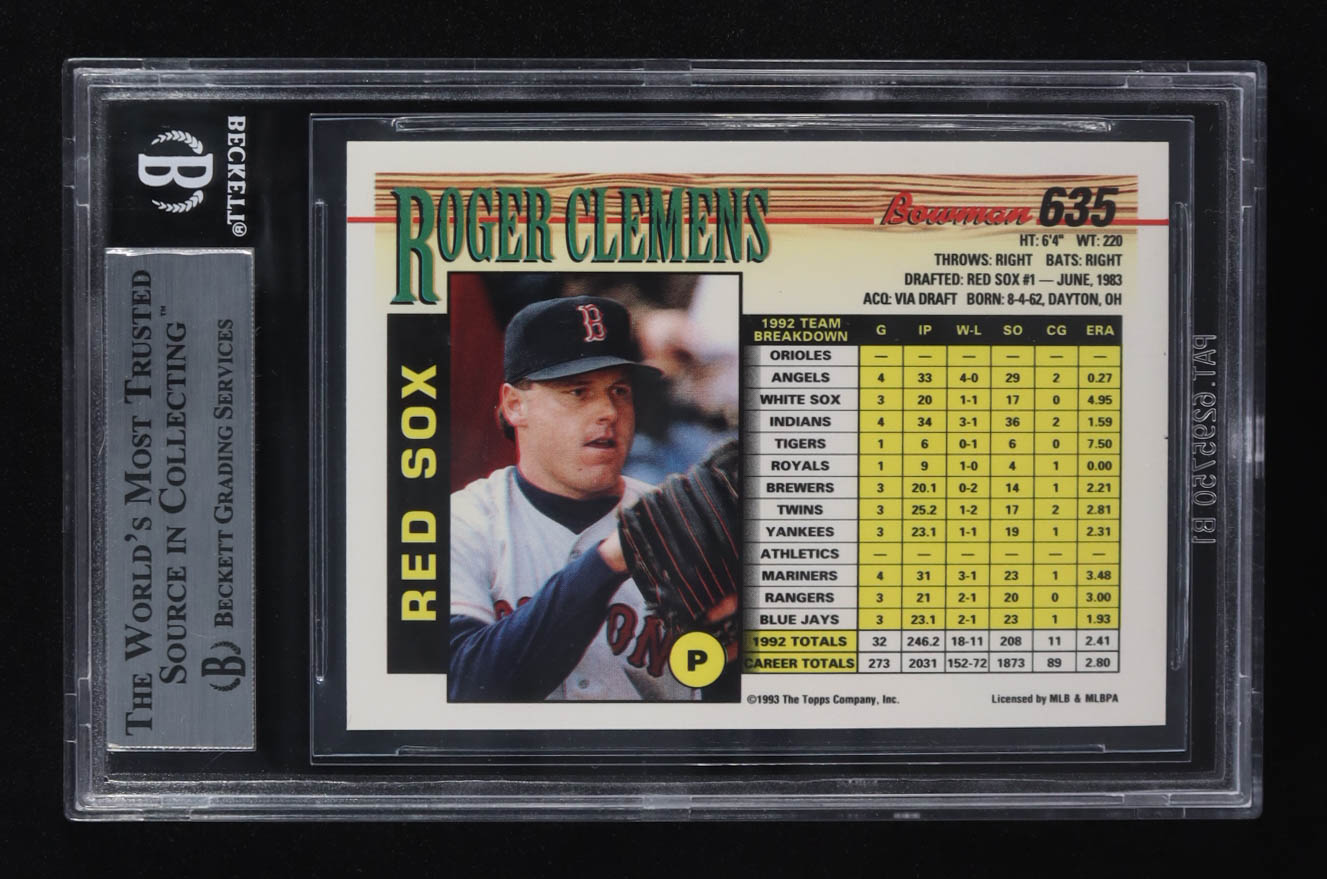 BECKETT®
B
THE WORLD'S MOST TRUSTED
SOURCE IN COLLECTING™
B BECKETT GRADING SERVICES
ROGER CLEMENS
Bowman 635
HT: 6'4" WT: 220
THROWS: RIGHT BATS: RIGHT
DRAFTED: RED SOX #1 — JUNE, 1983
ACQ: VIA DRAFT BORN: 8-4-62, DAYTON, OH
RED SOX
B
P
1992 TEAM BREAKDOWN G IP W-L SO CG ERA
ORIOLES — — — — — —
ANGELS 4 33 4-0 29 2 0.27
WHITE SOX 3 20 1-1 17 0 4.95
INDIANS 4 34 3-1 36 2 1.59
TIGERS 1 6 0-1 6 0 7.50
ROYALS 1 9 1-0 4 1 0.00
BREWERS 3 20.1 0-2 14 1 2.21
TWINS 3 25.2 1-2 17 2 2.81
YANKEES 3 23.1 1-1 19 1 2.31
ATHLETICS — — — — — —
MARINERS 4 31 3-1 23 1 3.48
RANGERS 3 21 2-1 20 0 3.00
BLUE JAYS 3 23.1 2-1 23 1 1.93
1992 TOTALS 32 246.2 18-11 208 11 2.41
CAREER TOTALS 273 2031 152-72 1873 89 2.80
©1993 The Topps Company, Inc. Licensed by MLB & MLBPA
PAT. 6295750 B1